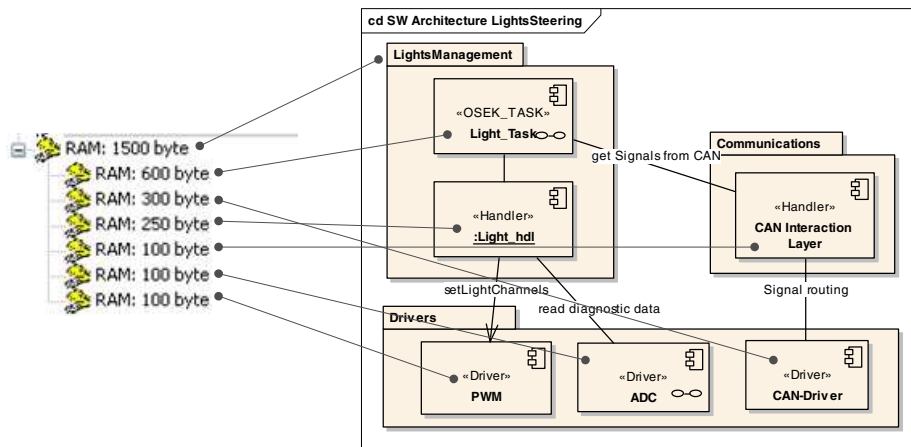 cd SW Architecture LightsSteering
LightsManagement
«OSEK_TASK»
Light_Task
RAM: 1500 byte
RAM: 600 byte
RAM: 300 byte
RAM: 250 byte
RAM: 100 byte
RAM: 100 byte
RAM: 100 byte
get Signals from CAN
Communications
«Handler»
:Light_hdl
«Handler»
CAN Interaction
Layer
setLightChannels
read diagnostic data
Signal routing
Drivers
«Driver»
PWM
«Driver»
ADC
«Driver»
CAN-Driver